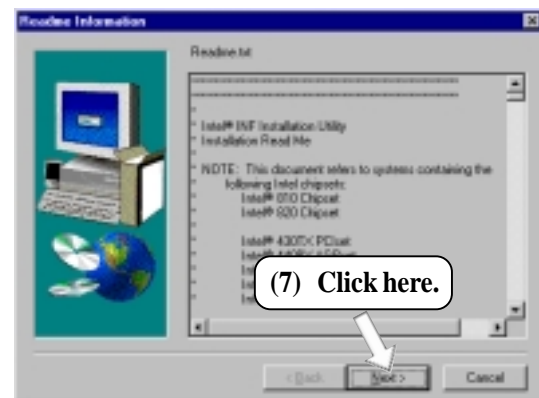 Readme Information
Readme.txt
Intel® INF Installation Utility
Installation Read Me
NOTE: This document refers to systems containing the
following Intel chipsets:
Intel® 810 Chipset
Intel® 820 Chipset
Intel® 430TX PCIset
(7) Click here.
< Back
Next >
Cancel